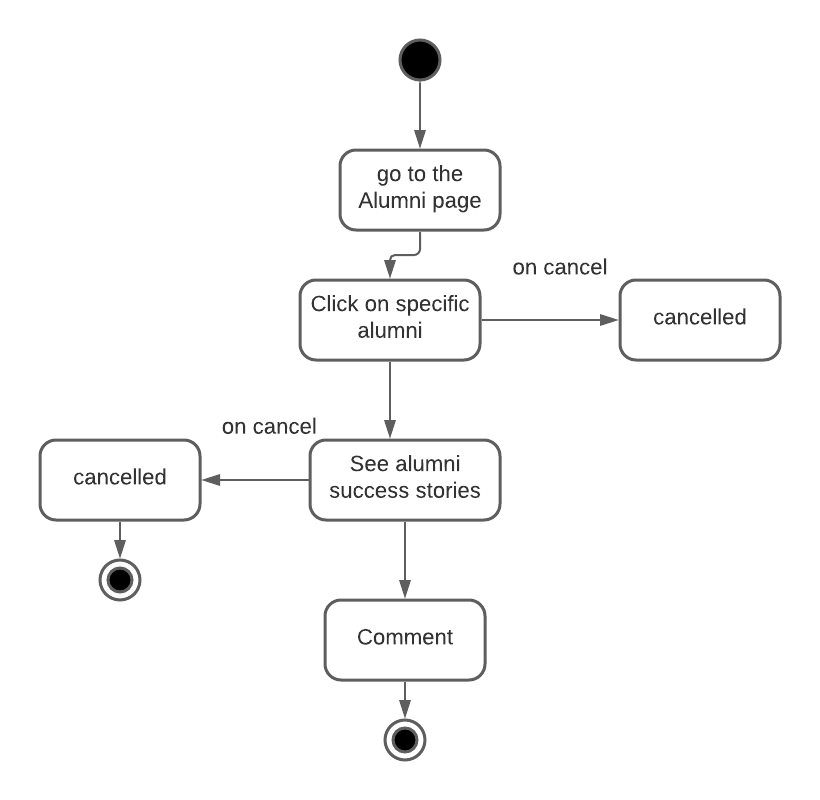 go to the
Alumni page
on cancel
Click on specific
alumni
cancelled
on cancel
cancelled
See alumni
success stories
Comment